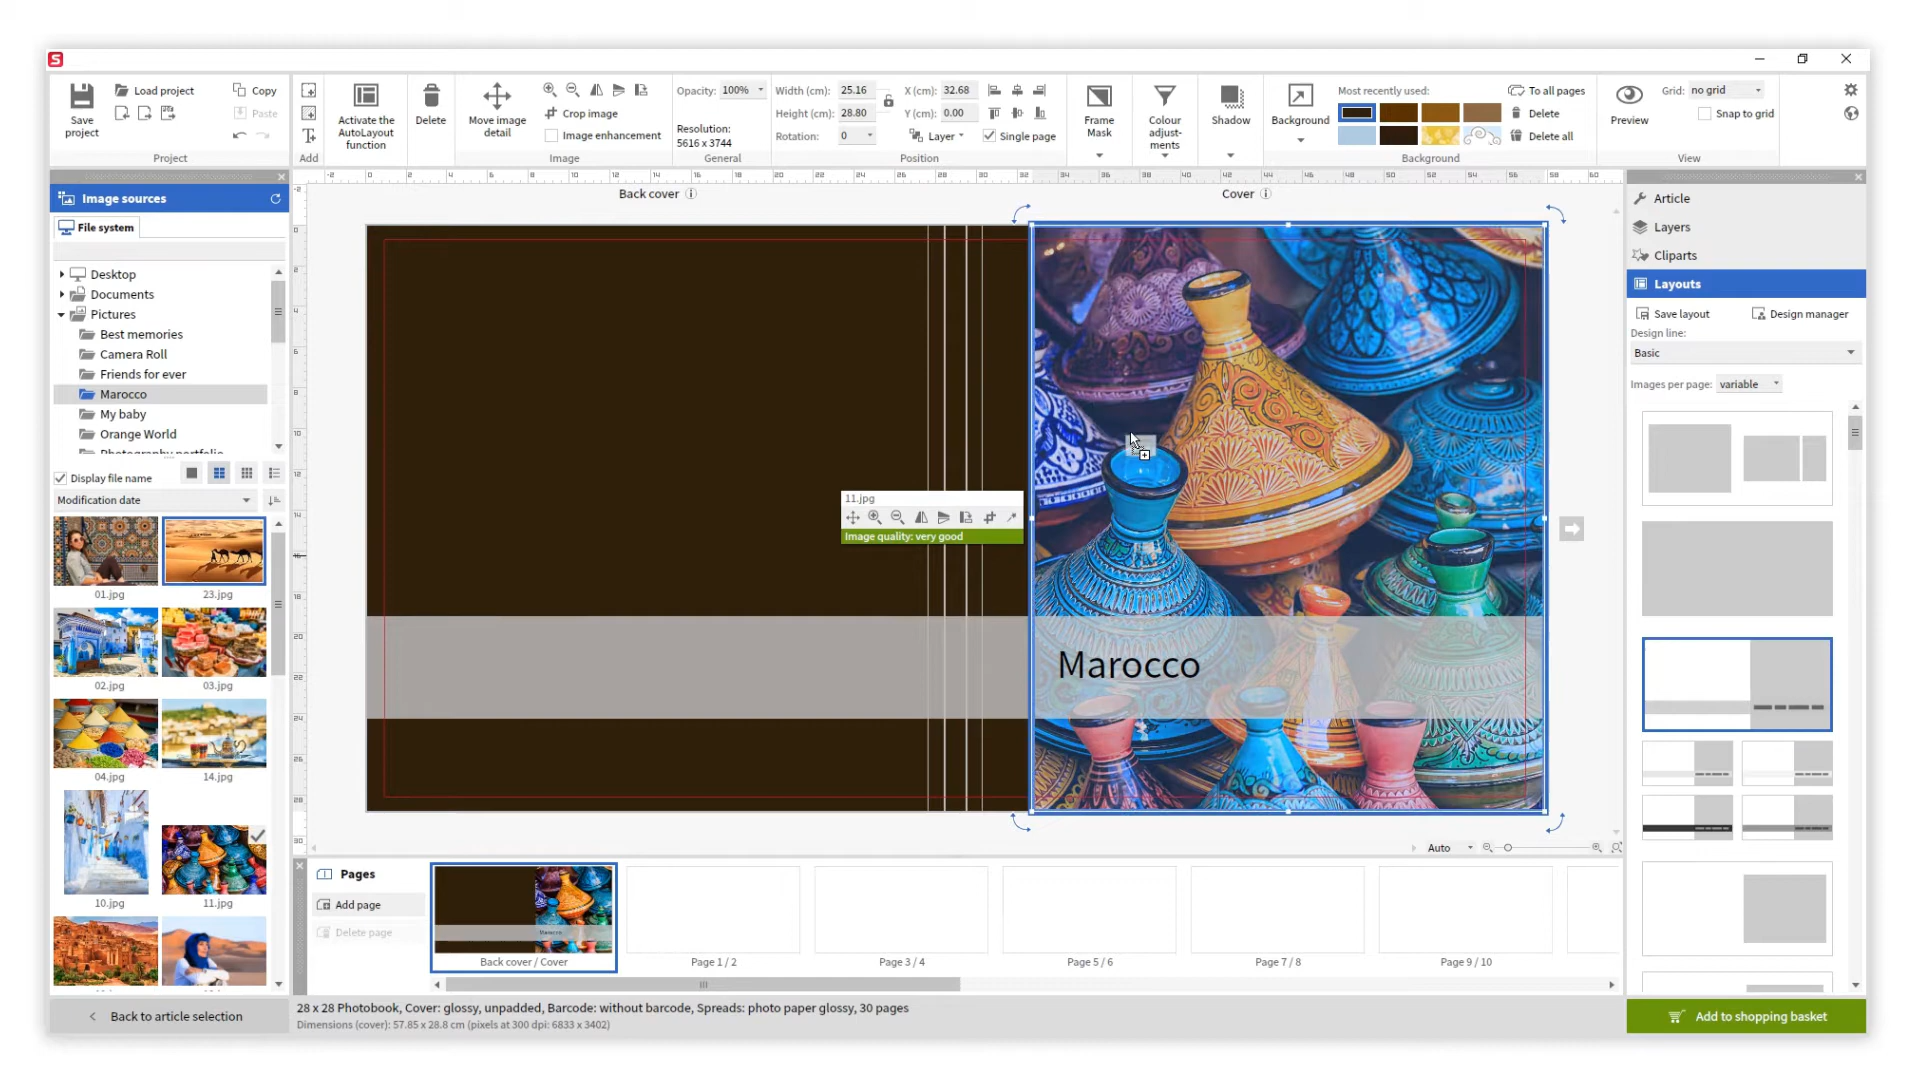 S
Save project
Load project
Copy
Paste
Project
Add
Activate the AutoLayout function
Delete
Move image detail
Crop image
Image enhancement
Image
Opacity: 100%
Resolution:
5616 x 3744
General
Width (cm): 25.16
X (cm): 32.68
Height (cm): 28.80
Y (cm): 0.00
Rotation: 0
Layer
Single page
Position
Frame Mask
Colour adjust-ments
Shadow
Background
Most recently used:
To all pages
Delete
Delete all
Background
Preview
Grid: no grid
Snap to grid
View
Image sources
File system
Desktop
Documents
Pictures
Best memories
Camera Roll
Friends for ever
Marocco
My baby
Orange World
Display file name
Modification date
01.jpg
23.jpg
02.jpg
03.jpg
04.jpg
14.jpg
10.jpg
11.jpg
Back to article selection
Back cover
Cover
11.jpg
Image quality: very good
Marocco
Auto
Pages
Add page
Delete page
Marocco
Back cover / Cover
Page 1 / 2
Page 3 / 4
Page 5 / 6
Page 7 / 8
Page 9 / 10
28 x 28 Photobook, Cover: glossy, unpadded, Barcode: without barcode, Spreads: photo paper glossy, 30 pages
Dimensions (cover): 57.85 x 28.8 cm (pixels at 300 dpi: 6833 x 3402)
Article
Layers
Cliparts
Layouts
Save layout
Design manager
Design line:
Basic
Images per page: variable
Add to shopping basket